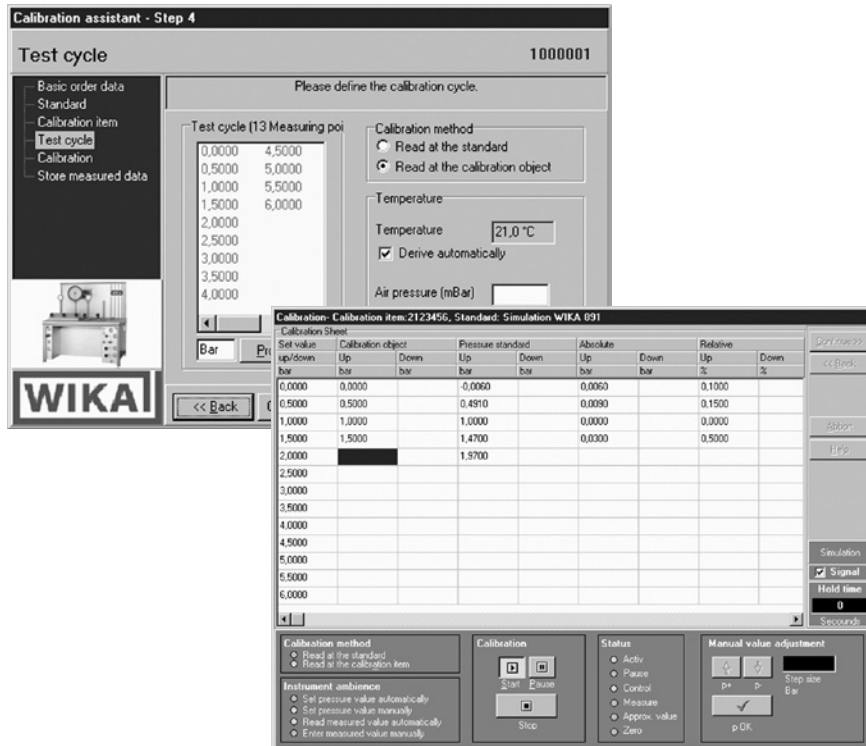 Calibration assistant - Step 4
Test cycle 1000001
Basic order data
Standard
Calibration item
Test cycle
Calibration
Store measured data
Please define the calibration cycle.
Test cycle (13 Measuring poi
0,0000 4,5000
0,5000 5,0000
1,0000 5,5000
1,5000 6,0000
2,0000
2,5000
3,0000
3,5000
4,0000
Bar
Calibration method
Read at the standard
Read at the calibration object
Temperature
Temperature 21,0 °C
Derive automatically
Air pressure (mBar)
WIKA
<< Back
Calibration- Calibration item:2123456, Standard: Simulation WIKA 891
Calibration Sheet
Set value Calibration object Pressure standard Absolute Relative
up/down Up Down Up Down Up Down Up Down
bar bar bar bar bar bar bar % %
0,0000 0,0000 -0,0060 0,0060 0,1000
0,5000 0,5000 0,4910 0,0090 0,1500
1,0000 1,0000 1,0000 0,0000 0,0000
1,5000 1,5000 1,4700 0,0300 0,5000
2,0000 1,9700
2,5000
3,0000
3,5000
4,0000
4,5000
5,0000
5,5000
6,0000
Continue >>
<< Back
Abbort
Help
Simulation
Signal
Hold time
0
Secounds
Calibration method
Read at the standard
Read at the calibration item
Instrument ambience
Set pressure value automatically
Set pressure value manually
Read measured value automatically
Enter measured value manually
Calibration
Start Pause
Stop
Status
Activ
Pause
Control
Measure
Approx. value
Zero
Manual value adjustment
p+ p-
Step size
Bar
p OK